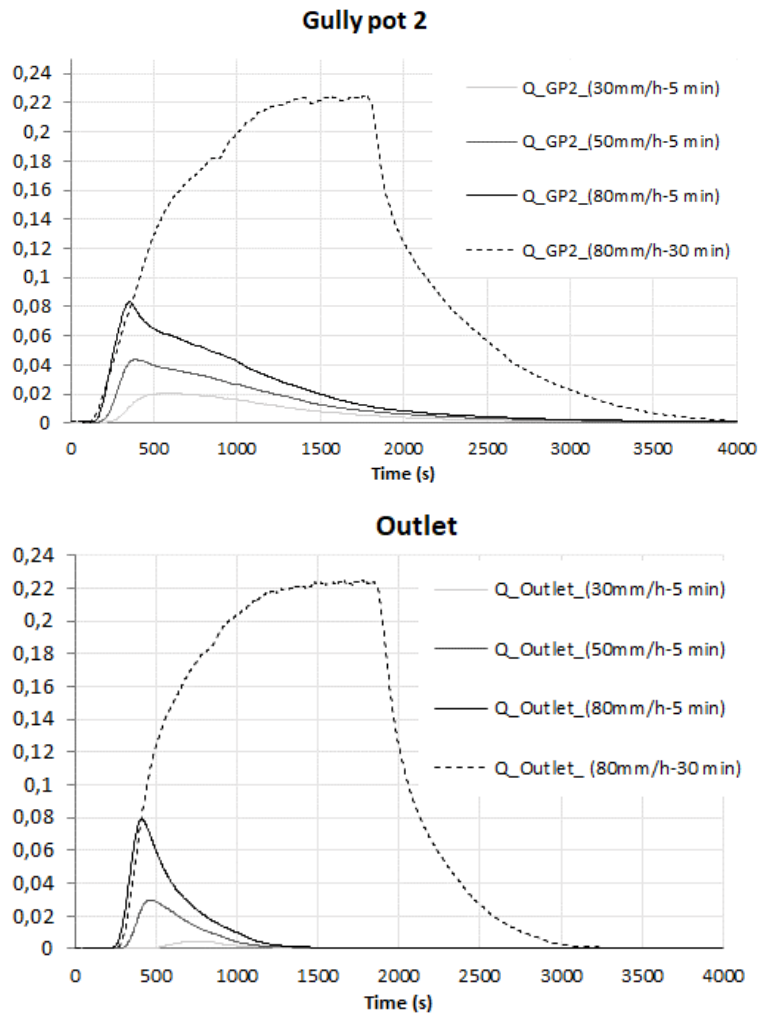 Gully pot 2
0,24
0,22
0,2
0,18
0,16
0,14
0,12
0,1
0,08
0,06
0,04
0,02
0
Q_GP2_(30mm/h-5 min)
Q_GP2_(50mm/h-5 min)
Q_GP2_(80mm/h-5 min)
Q_GP2_(80mm/h-30 min)
0 500 1000 1500 2000 2500 3000 3500 4000
Time (s)
Outlet
0,24
0,22
0,2
0,18
0,16
0,14
0,12
0,1
0,08
0,06
0,04
0,02
0
Q_Outlet_(30mm/h-5 min)
Q_Outlet_(50mm/h-5 min)
Q_Outlet_(80mm/h-5 min)
Q_Outlet_ (80mm/h-30 min)
0 500 1000 1500 2000 2500 3000 3500 4000
Time (s)